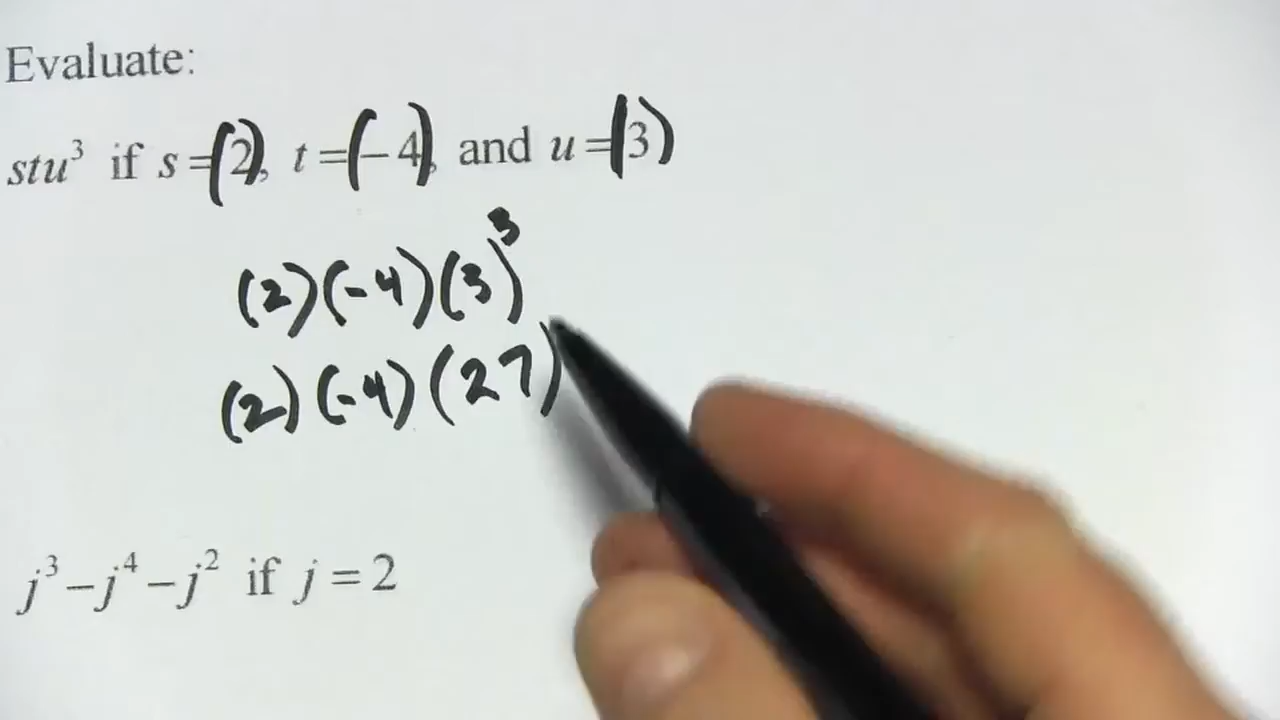 Evaluate:
stu³ if s=(2), t=(-4), and u=(3)
(2)(-4)(3)³
(2)(-4)(27)
j³-j⁴-j² if j=2